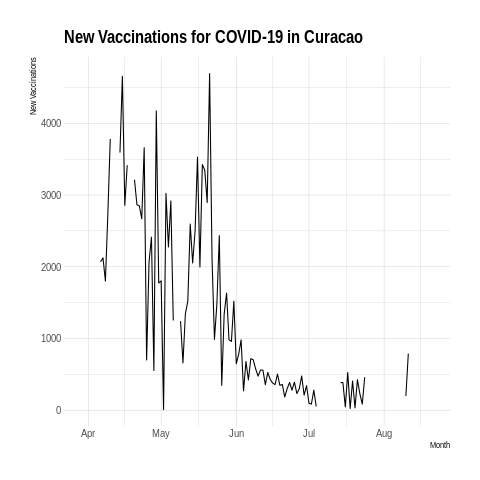 New Vaccinations for COVID-19 in Curacao
New Vaccinations
4000
3000
2000
1000
0
Apr May Jun Jul Aug
Month